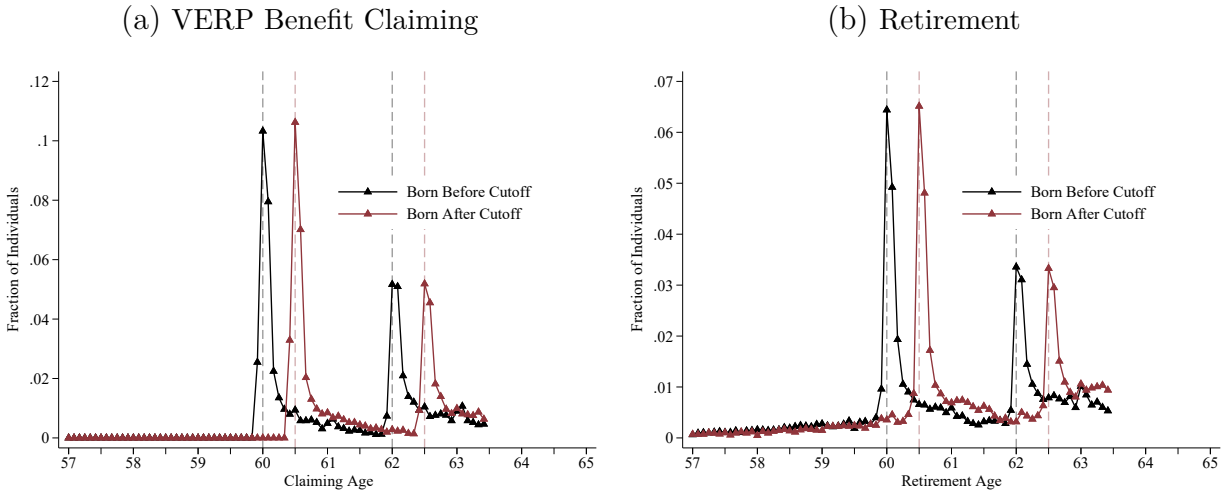 (a) VERP Benefit Claiming
.12
.1
.08
.06
.04
.02
0
Fraction of Individuals
57 58 59 60 61 62 63 64 65
Claiming Age
Born Before Cutoff
Born After Cutoff
(b) Retirement
.07
.06
.05
.04
.03
.02
.01
0
Fraction of Individuals
57 58 59 60 61 62 63 64 65
Retirement Age
Born Before Cutoff
Born After Cutoff